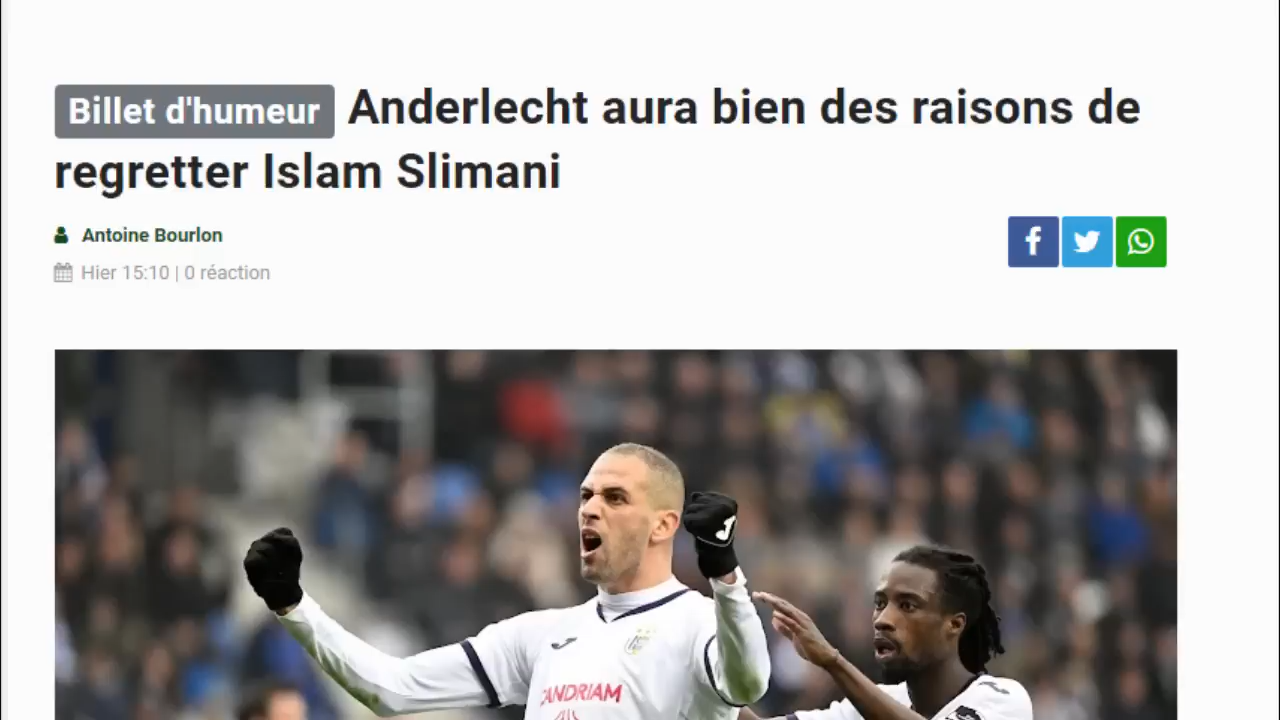 Billet d'humeur Anderlecht aura bien des raisons de
regretter Islam Slimani
Antoine Bourlon
Hier 15:10 | 0 réaction
CANDRIAM